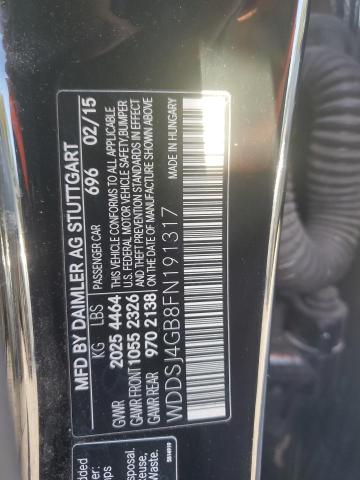 MFD BY DAIMLER AG STUTTGART
PASSENGER CAR 696 02/15
KG LBS
GVWR 2025 4464
GAWR FRONT 1055 2326
GAWR REAR 970 2138
THIS VEHICLE CONFORMS TO ALL APPLICABLE
U.S. FEDERAL MOTOR VEHICLE SAFETY, BUMPER
AND THEFT PREVENTION STANDARDS IN EFFECT
ON THE DATE OF MANUFACTURE SHOWN ABOVE
MADE IN HUNGARY
WDDSJ4GB8FN191317